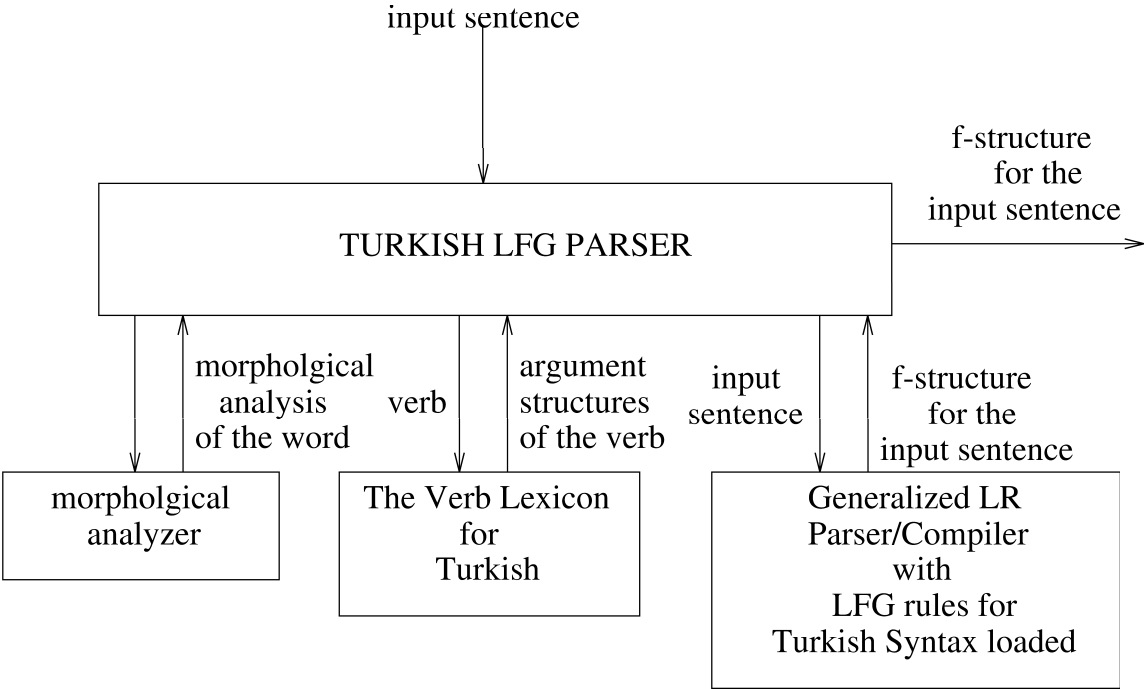 input sentence
f-structure
for the
input sentence
TURKISH LFG PARSER
morpholgical
analysis
of the word
verb
argument
structures
of the verb
input
sentence
f-structure
for the
input sentence
morpholgical
analyzer
The Verb Lexicon
for
Turkish
Generalized LR
Parser/Compiler
with
LFG rules for
Turkish Syntax loaded